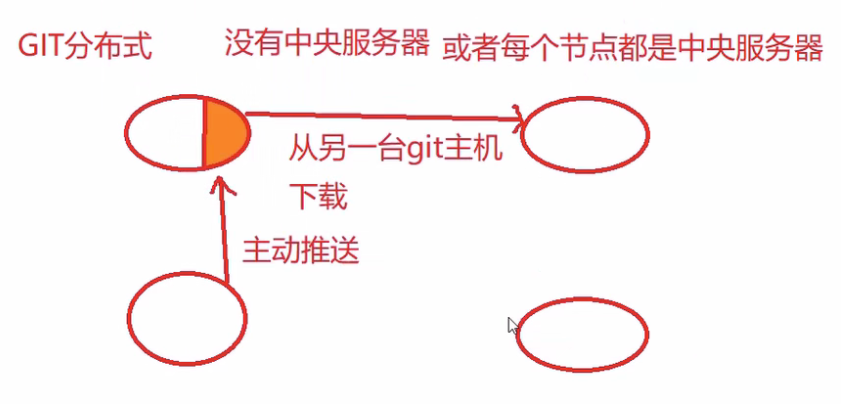 GIT分布式
没有中央服务器
或者每个节点都是中央服务器
从另一台git主机
下载
主动推送